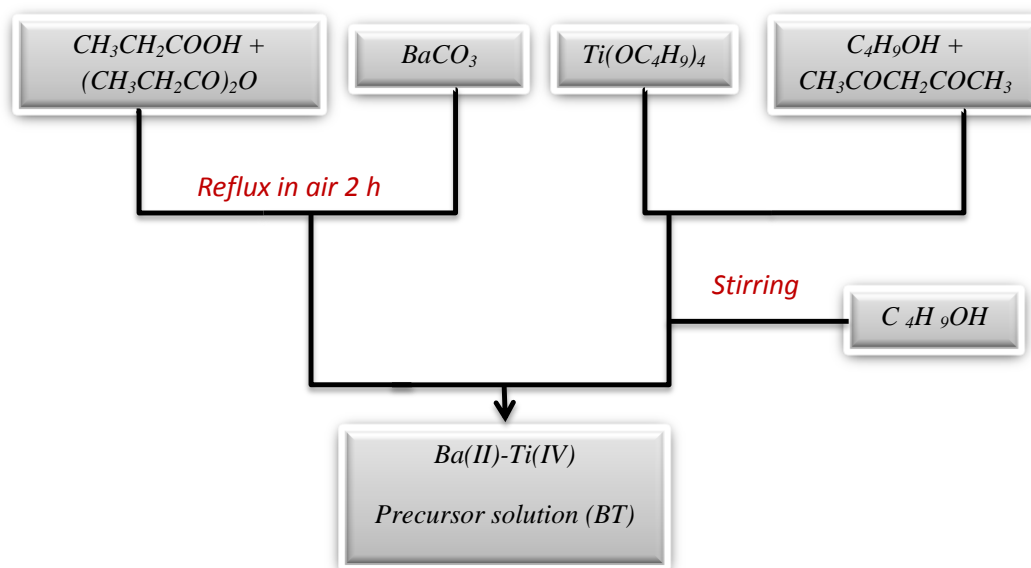 CH₃CH₂COOH +
(CH₃CH₂CO)₂O
BaCO₃
Ti(OC₄H₉)₄
C₄H₉OH +
CH₃COCH₂COCH₃
Reflux in air 2 h
Stirring
C ₄H ₉OH
Ba(II)-Ti(IV)
Precursor solution (BT)